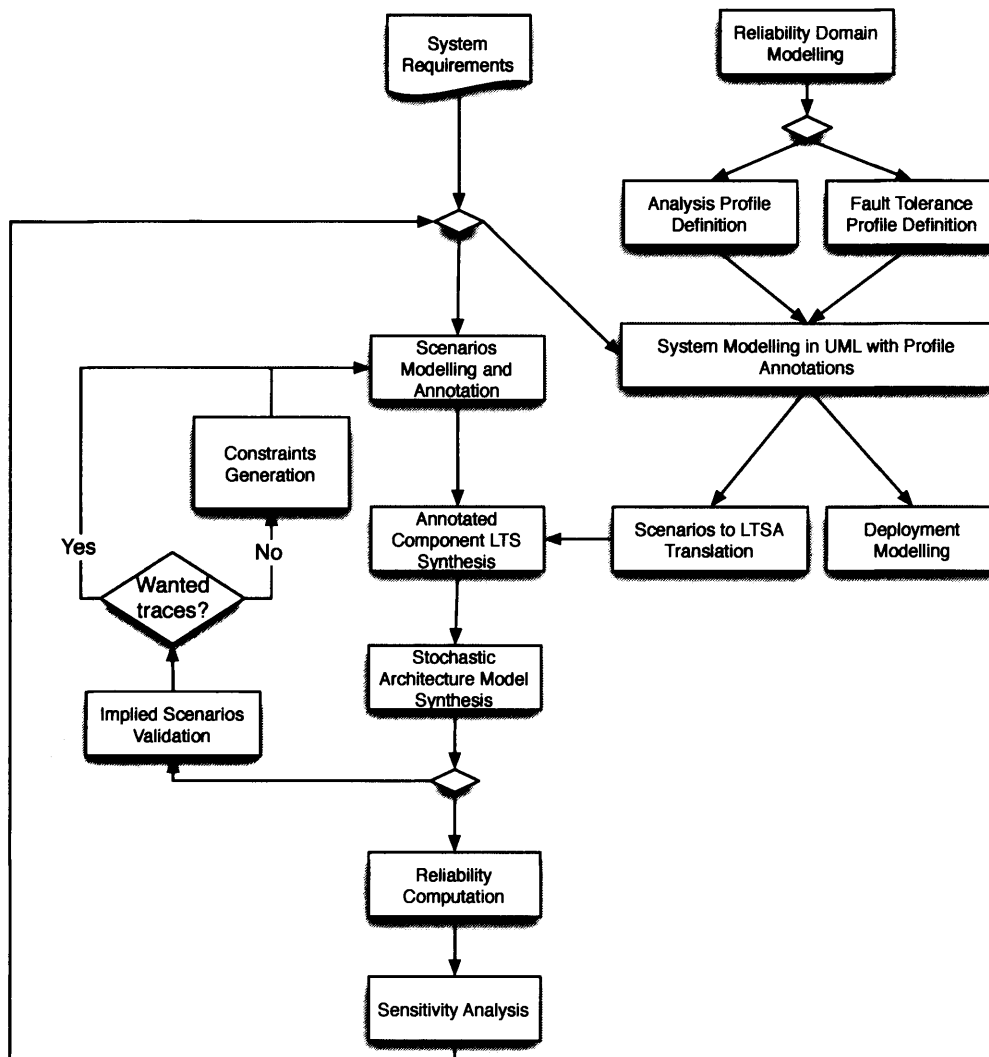 System
Requirements
Reliability Domain
Modelling
Analysis Profile
Definition
Fault Tolerance
Profile Definition
Scenarios
Modelling and
Annotation
System Modelling in UML with Profile
Annotations
Constraints
Generation
Yes
No
Wanted
traces?
Annotated
Component LTS
Synthesis
Scenarios to LTSA
Translation
Deployment
Modelling
Stochastic
Architecture Model
Synthesis
Implied Scenarios
Validation
Reliability
Computation
Sensitivity Analysis